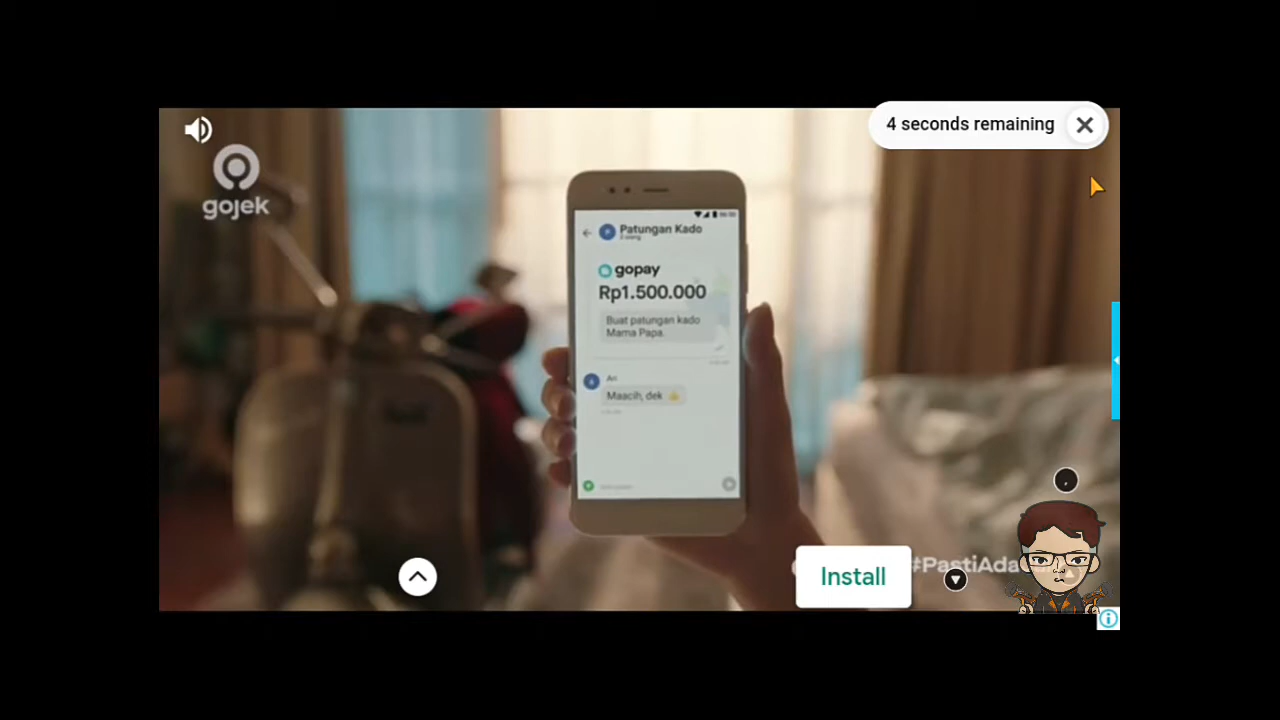 4 seconds remaining
gojek
Patungan Kado
gopay
Rp1.500.000
Buat patungan kado
Mama Papa.
Ari
Maacih, dek 👍
Install
#PastiAda